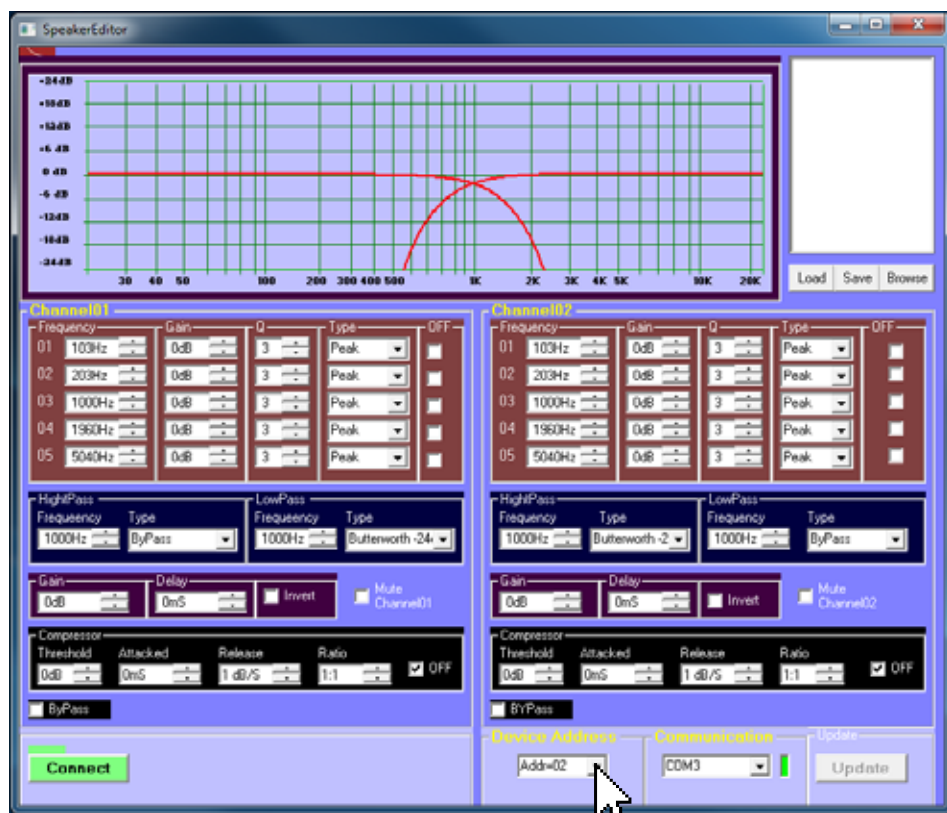 SpeakerEditor
+24dB
+18dB
+12dB
+6 dB
0 dB
-6 dB
-12dB
-18dB
-24dB
30 40 50 100 200 300 400 500 1K 2K 3K 4K 5K 10K 20K
Load Save Browse
Channel01 Channel02
Frequency Gain Q Type OFF Frequency Gain Q Type OFF
01 103Hz 0dB 3 Peak 01 103Hz 0dB 3 Peak
02 203Hz 0dB 3 Peak 02 203Hz 0dB 3 Peak
03 1000Hz 0dB 3 Peak 03 1000Hz 0dB 3 Peak
04 1960Hz 0dB 3 Peak 04 1960Hz 0dB 3 Peak
05 5040Hz 0dB 3 Peak 05 5040Hz 0dB 3 Peak
HightPass LowPass HightPass LowPass
Frequeency Type Frequeency Type Frequeency Type Frequeency Type
1000Hz ByPass 1000Hz Butterworth -24 1000Hz Butterworth -2 1000Hz ByPass
Gain Delay Gain Delay
0dB 0mS Invert Mute Channel01 0dB 0mS Invert Mute Channel02
Compressor Compressor
Threshold Attacked Release Ratio Threshold Attacked Release Ratio
0dB 0mS 1 dB/S 1:1 OFF 0dB 0mS 1 dB/S 1:1 OFF
ByPass BYPass
Device Address Communication Update
Connect Addr=02 COM3 Update